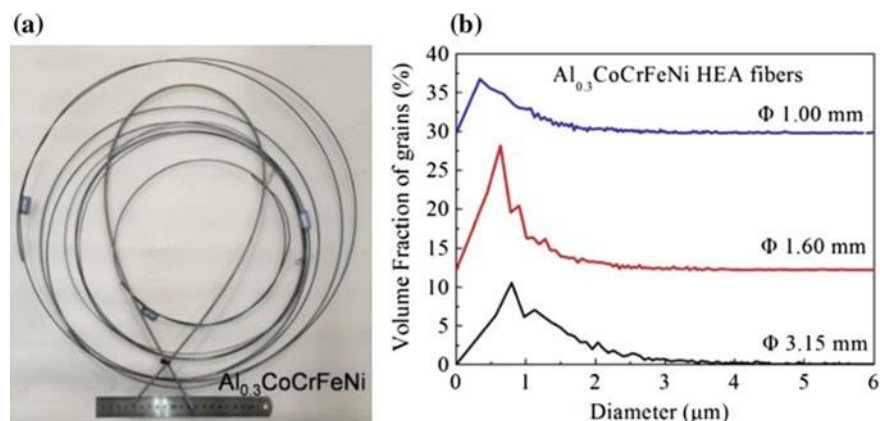 (a)
Al0.3CoCrFeNi
(b)
Volume Fraction of grains (%)
40
35
30
25
20
15
10
5
0
Al0.3CoCrFeNi HEA fibers
Φ 1.00 mm
Φ 1.60 mm
Φ 3.15 mm
0 1 2 3 4 5 6
Diameter (μm)